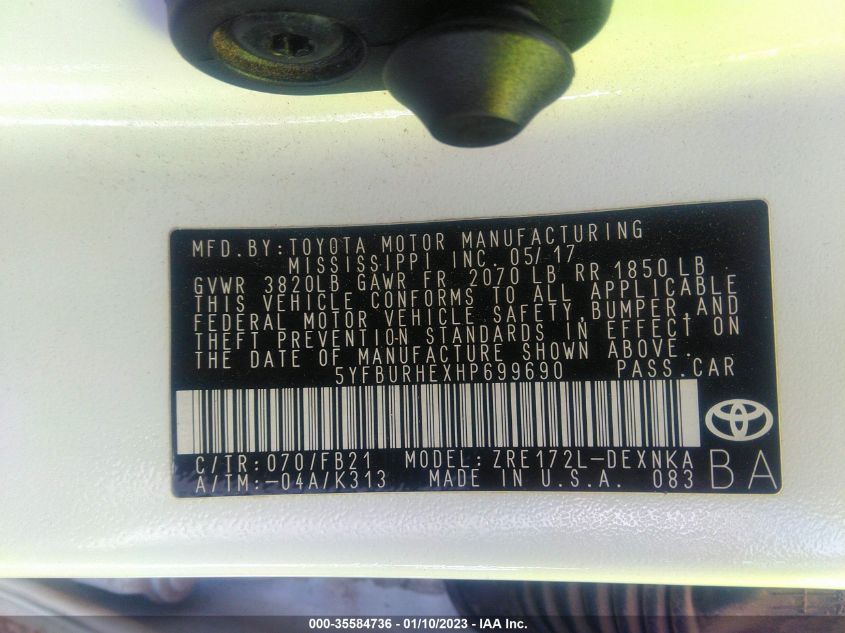 MFD.BY:TOYOTA MOTOR MANUFACTURING
MISSISSIPPI INC. 05/17
GVWR 3820LB GAWR FR 2070 LB RR 1850 LB
THIS VEHICLE CONFORMS TO ALL APPLICABLE
FEDERAL MOTOR VEHICLE SAFETY,BUMPER,AND
THEFT PREVENTION STANDARDS IN EFFECT ON
THE DATE OF MANUFACTURE SHOWN ABOVE.
5YFBURHEXHP699690 PASS.CAR
C/TR:070/FB21 MODEL:ZRE172L-DEXNKA
A/TM:-04A/K313 MADE IN U.S.A. 083
BA
000-35584736 - 01/10/2023 - IAA Inc.